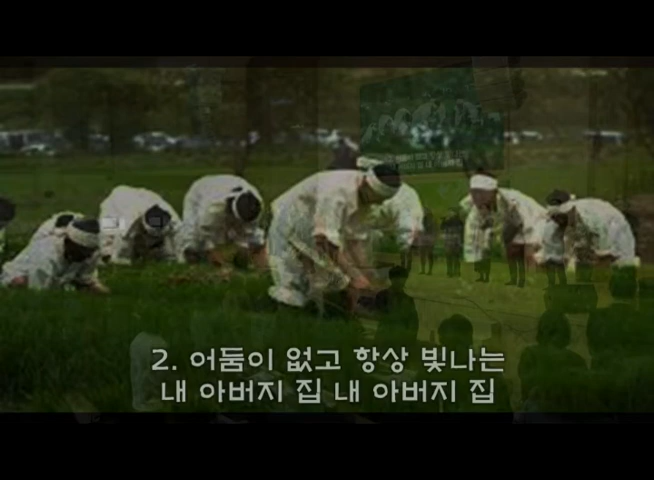 2. 어둠이 없고 항상 빛나는
내 아버지 집 내 아버지 집